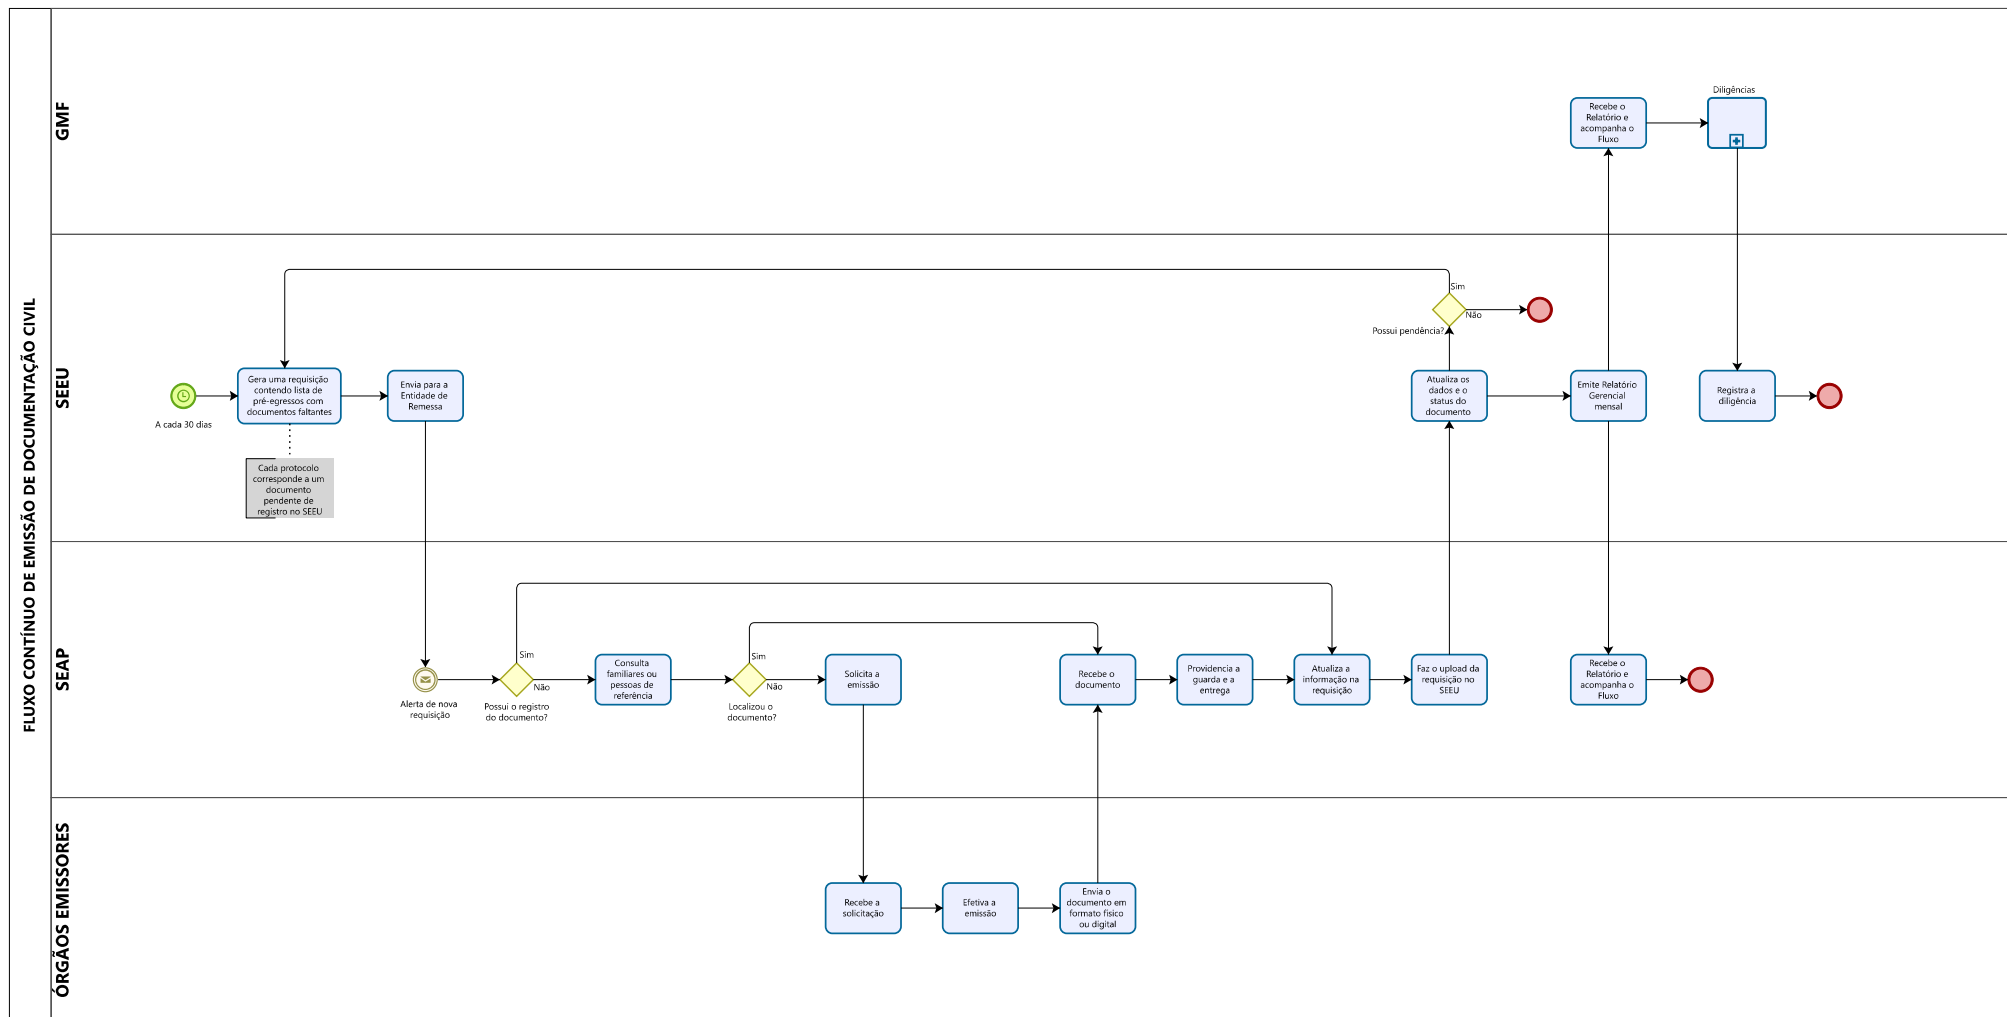 FLUXO CONTÍNUO DE EMISSÃO DE DOCUMENTAÇÃO CIVIL
GMF
Recebe o
Relatório e
acompanha o
Fluxo
Diligências
SEEU
A cada 30 dias
Gera uma requisição
contendo lista de
pré-egressos com
documentos faltantes
Cada protocolo
corresponde a um
documento
pendente de
registro no SEEU
Envia para a
Entidade de
Remessa
Sim
Não
Possui pendência?
Atualiza os
dados e o
status do
documento
Emite Relatório
Gerencial
mensal
Registra a
diligência
SEAP
Alerta de nova
requisição
Sim
Não
Possui o registro
do documento?
Consulta
familiares ou
pessoas de
referência
Sim
Não
Localizou o
documento?
Solicita a
emissão
Recebe o
documento
Providencia a
guarda e a
entrega
Atualiza a
informação na
requisição
Faz o upload da
requisição no
SEEU
Recebe o
Relatório e
acompanha o
Fluxo
ÓRGÃOS EMISSORES
Recebe a
solicitação
Efetiva a
emissão
Envia o
documento em
formato físico
ou digital